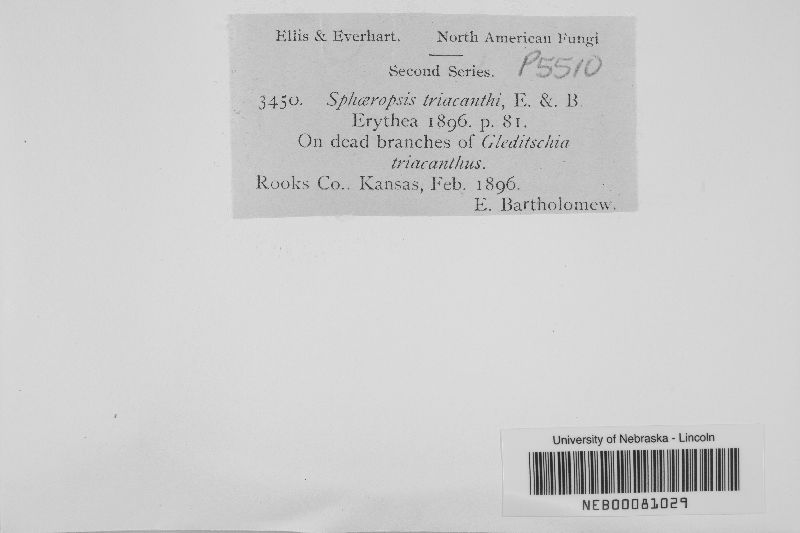 Ellis & Everhart. North American Fungi
Second Series. P5510
3450. Sphæropsis triacanthi, E. &. B
Erythea 1896. p. 81.
On dead branches of Gleditschia
triacanthus.
Rooks Co.. Kansas, Feb. 1896.
E. Bartholomew.
University of Nebraska - Lincoln
NEB00081029